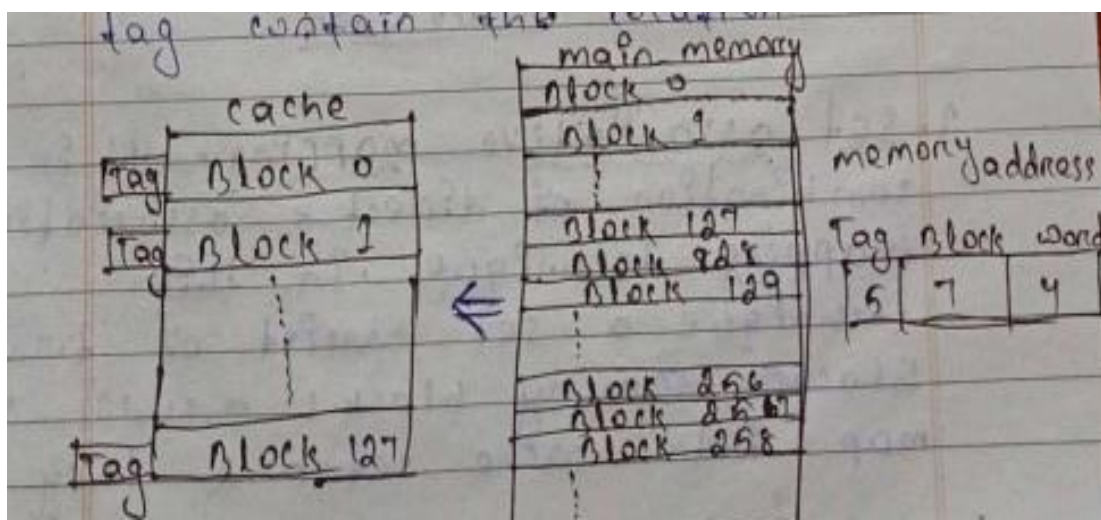 tag contain the
main memory
Block 0
cache
Block 1
Tag Block 0
memory address
Tag Block 1
Block 127
Tag Block word
Block 128
Block 129
5 7 4
Block 256
Block 257
Block 258
Tag Block 127